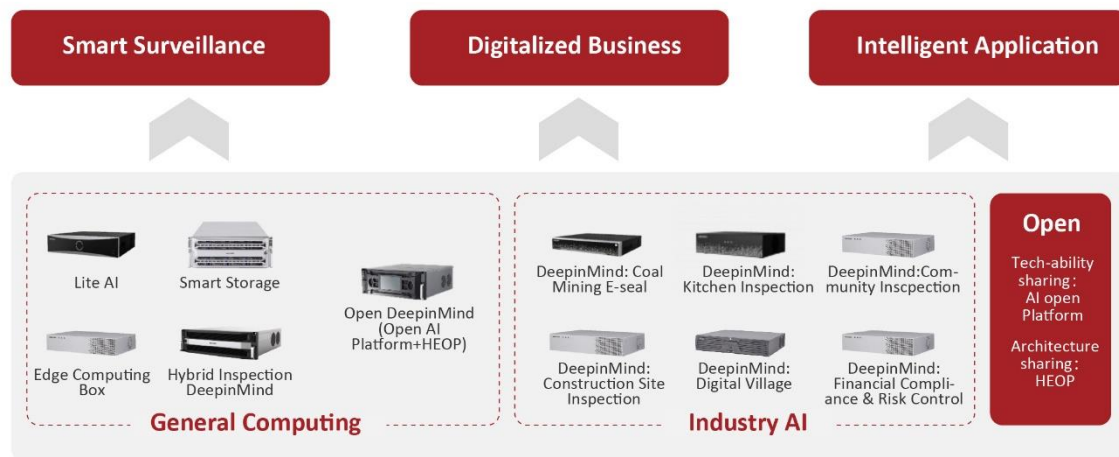 Smart Surveillance
Digitalized Business
Intelligent Application
Lite AI
Smart Storage
Open DeepinMind
(Open AI
Platform+HEOP)
Edge Computing
Box
Hybrid Inspection
DeepinMind
General Computing
DeepinMind: Coal
Mining E-seal
DeepinMind:
Kitchen Inspection
DeepinMind:Com-
munity Inscpection
DeepinMind:
Construction Site
Inspection
DeepinMind:
Digital Village
DeepinMind:
Financial Compli-
ance & Risk Control
Industry AI
Open
Tech-ability
sharing:
AI open
Platform
Architecture
sharing:
HEOP